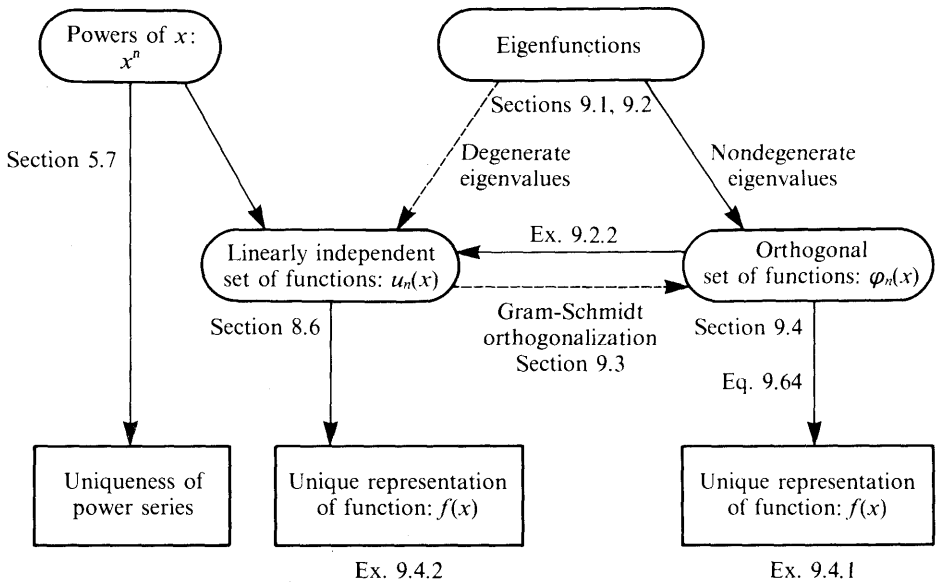 Powers of x:
xⁿ
Eigenfunctions
Sections 9.1, 9.2
Section 5.7
Degenerate
eigenvalues
Nondegenerate
eigenvalues
Linearly independent
set of functions: uₙ(x)
Ex. 9.2.2
Orthogonal
set of functions: φₙ(x)
Section 8.6
Gram-Schmidt
orthogonalization
Section 9.3
Section 9.4
Eq. 9.64
Uniqueness of
power series
Unique representation
of function: f(x)
Unique representation
of function: f(x)
Ex. 9.4.2
Ex. 9.4.1